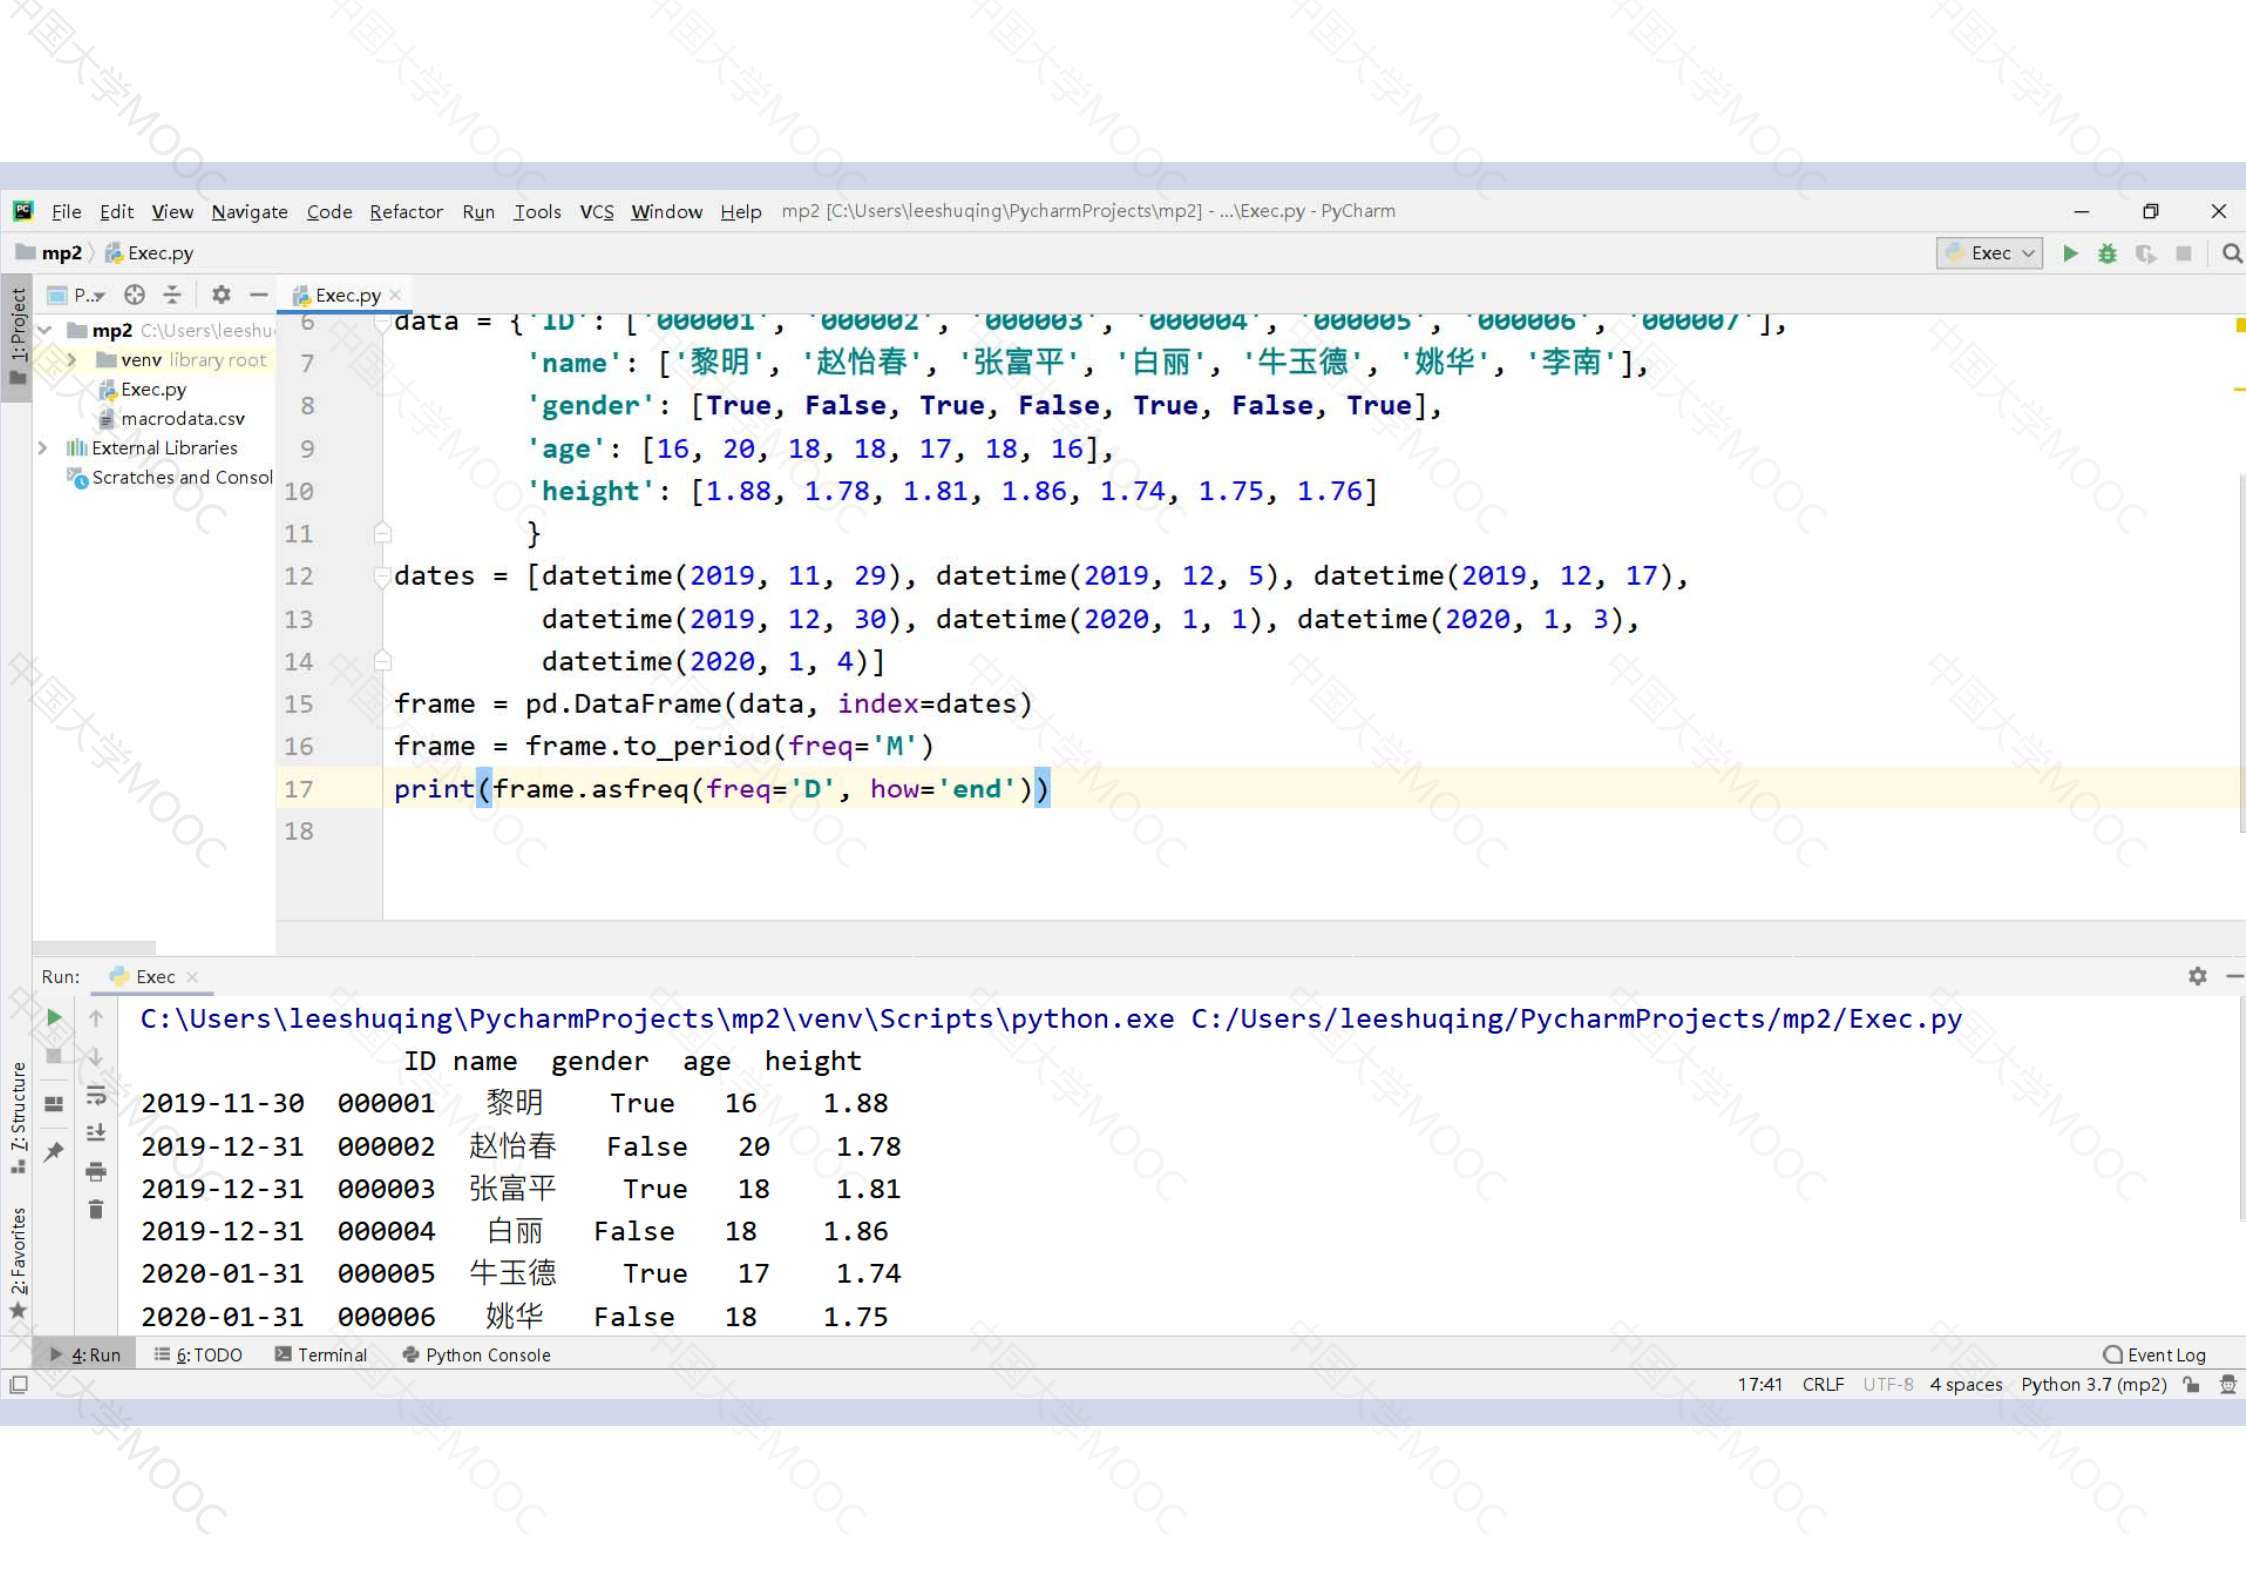 File Edit View Navigate Code Refactor Run Tools VCS Window Help mp2 [C:\Users\leeshuqing\PycharmProjects\mp2] - ...\Exec.py - PyCharm
mp2 Exec.py Exec
P.. Exec.py
1: Project
mp2 C:\Users\leeshu
venv library root
Exec.py
macrodata.csv
External Libraries
Scratches and Consol
6 data = {'ID': ['000001', '000002', '000003', '000004', '000005', '000006', '000007'],
7 'name': ['黎明', '赵怡春', '张富平', '白丽', '牛玉德', '姚华', '李南'],
8 'gender': [True, False, True, False, True, False, True],
9 'age': [16, 20, 18, 18, 17, 18, 16],
10 'height': [1.88, 1.78, 1.81, 1.86, 1.74, 1.75, 1.76]
11 }
12 dates = [datetime(2019, 11, 29), datetime(2019, 12, 5), datetime(2019, 12, 17),
13 datetime(2019, 12, 30), datetime(2020, 1, 1), datetime(2020, 1, 3),
14 datetime(2020, 1, 4)]
15 frame = pd.DataFrame(data, index=dates)
16 frame = frame.to_period(freq='M')
17 print(frame.asfreq(freq='D', how='end'))
18
Run: Exec
C:\Users\leeshuqing\PycharmProjects\mp2\venv\Scripts\python.exe C:/Users/leeshuqing/PycharmProjects/mp2/Exec.py
ID name gender age height
2019-11-30 000001 黎明 True 16 1.88
2019-12-31 000002 赵怡春 False 20 1.78
2019-12-31 000003 张富平 True 18 1.81
2019-12-31 000004 白丽 False 18 1.86
2020-01-31 000005 牛玉德 True 17 1.74
2020-01-31 000006 姚华 False 18 1.75
7: Structure
2: Favorites
4: Run 6: TODO Terminal Python Console Event Log
17:41 CRLF UTF-8 4 spaces Python 3.7 (mp2)
中国大学MOOC